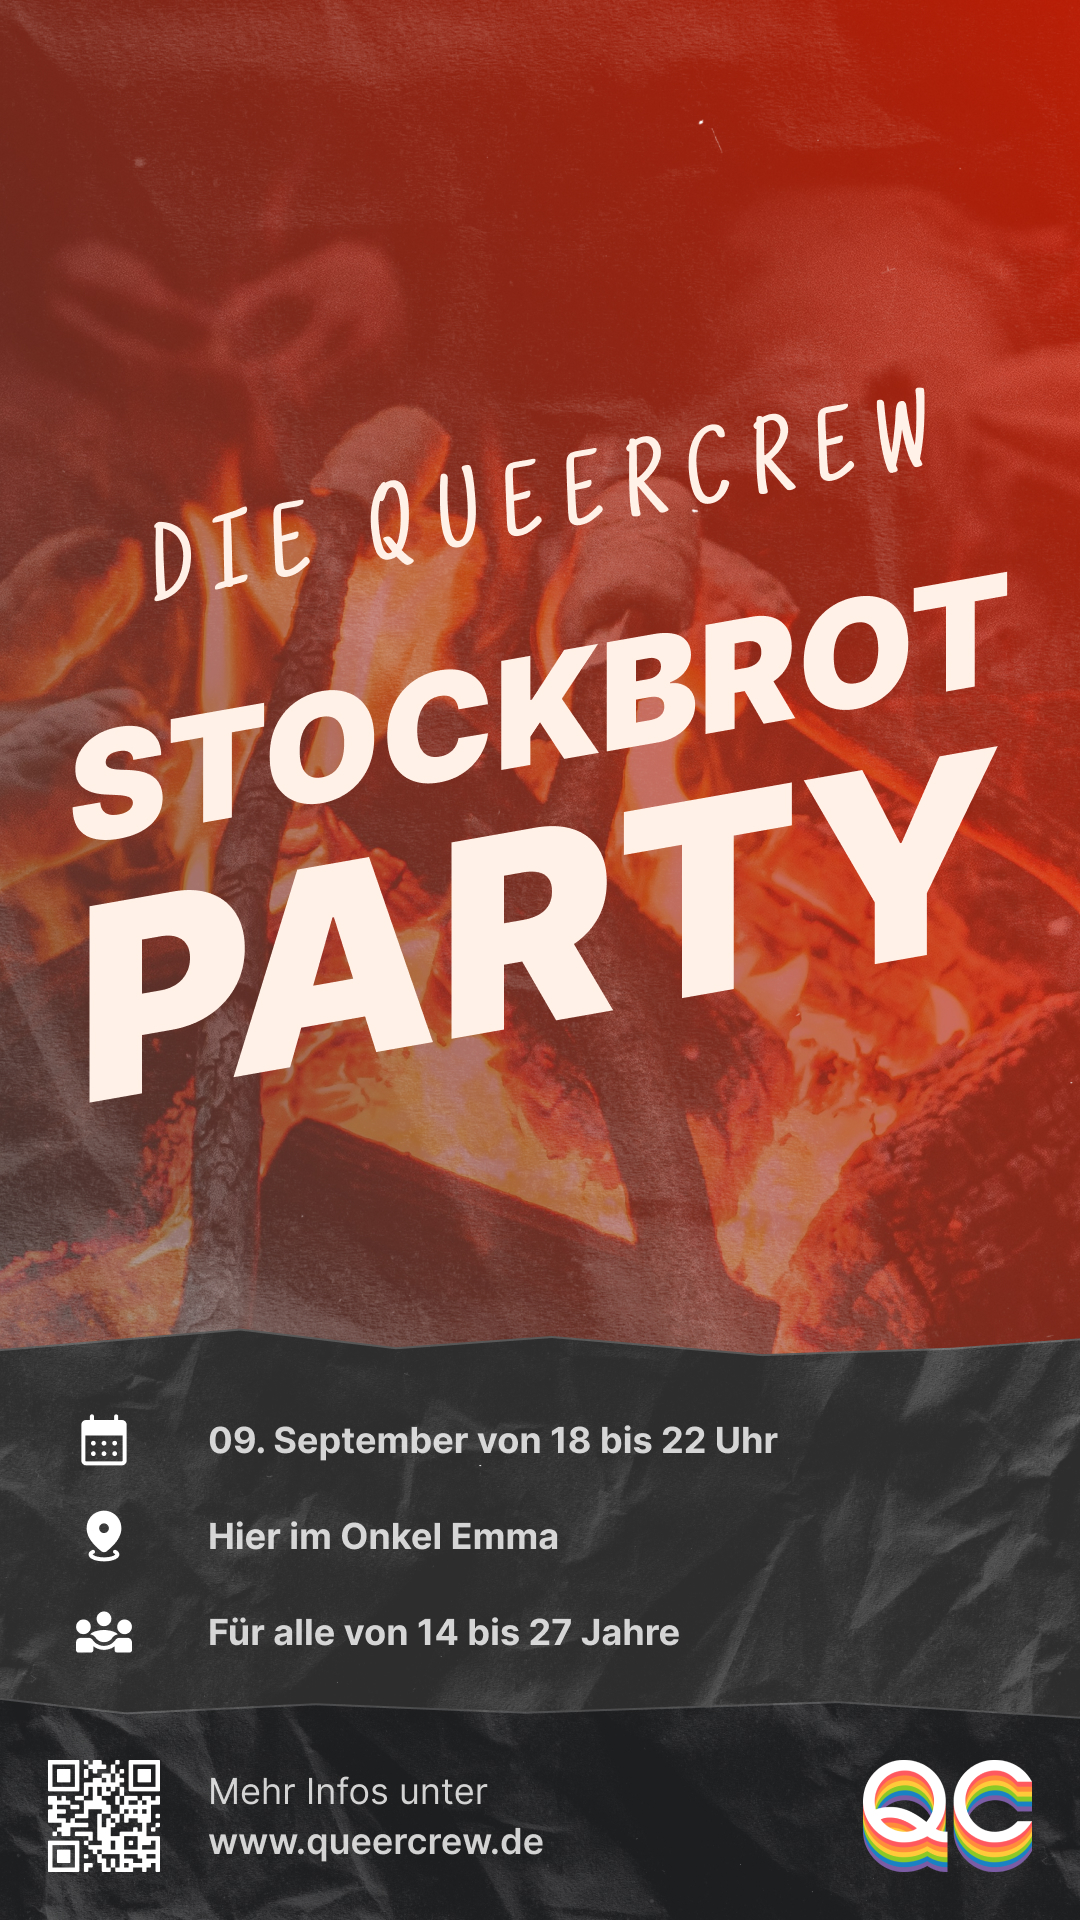 DIE QUEERCREW
STOCKBROT
PARTY
09. September von 18 bis 22 Uhr
Hier im Onkel Emma
Für alle von 14 bis 27 Jahre
Mehr Infos unter
www.queercrew.de
QC